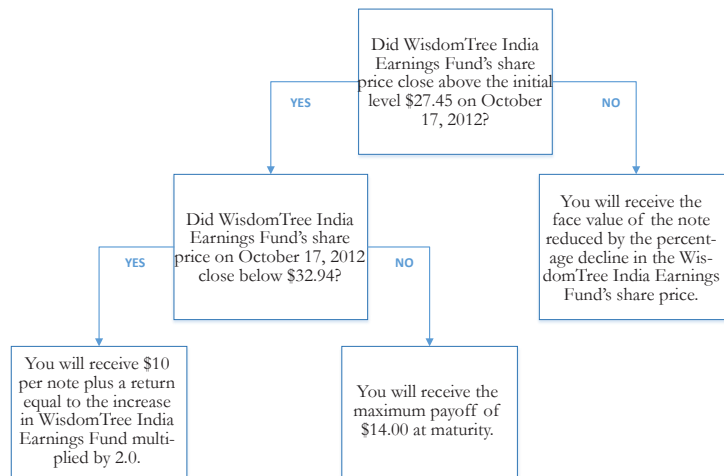 Did WisdomTree India
Earnings Fund's share
price close above the initial
level $27.45 on October
17, 2012?
YES
NO
Did WisdomTree India
Earnings Fund's share
price on October 17, 2012
close below $32.94?
You will receive the
face value of the note
reduced by the percent-
age decline in the Wis-
domTree India Earnings
Fund's share price.
YES
NO
You will receive $10
per note plus a return
equal to the increase
in WisdomTree India
Earnings Fund multi-
plied by 2.0.
You will receive the
maximum payoff of
$14.00 at maturity.